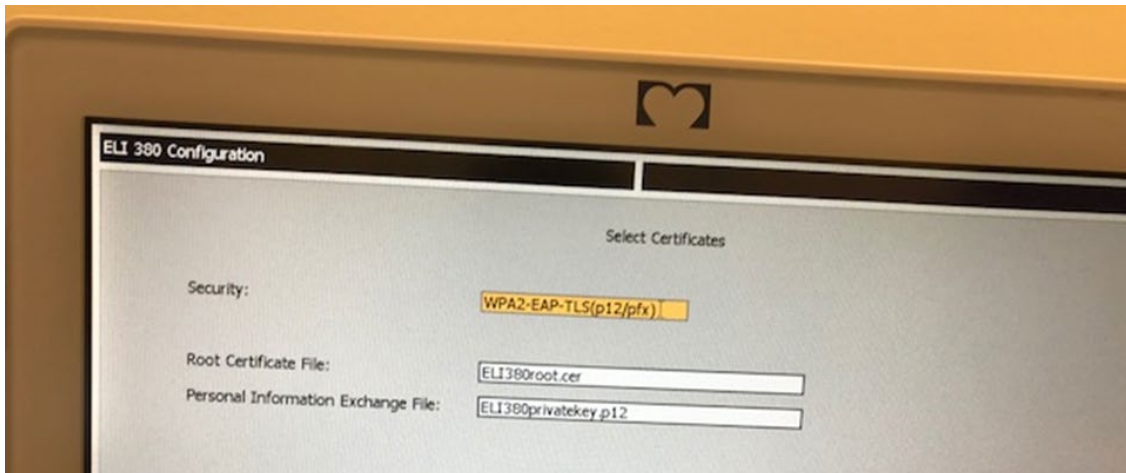 ELI 380 Configuration
Select Certificates
Security:
WPA2-EAP-TLS(p12/pfx)
Root Certificate File:
ELI380root.cer
Personal Information Exchange File:
ELI380privatekey.p12